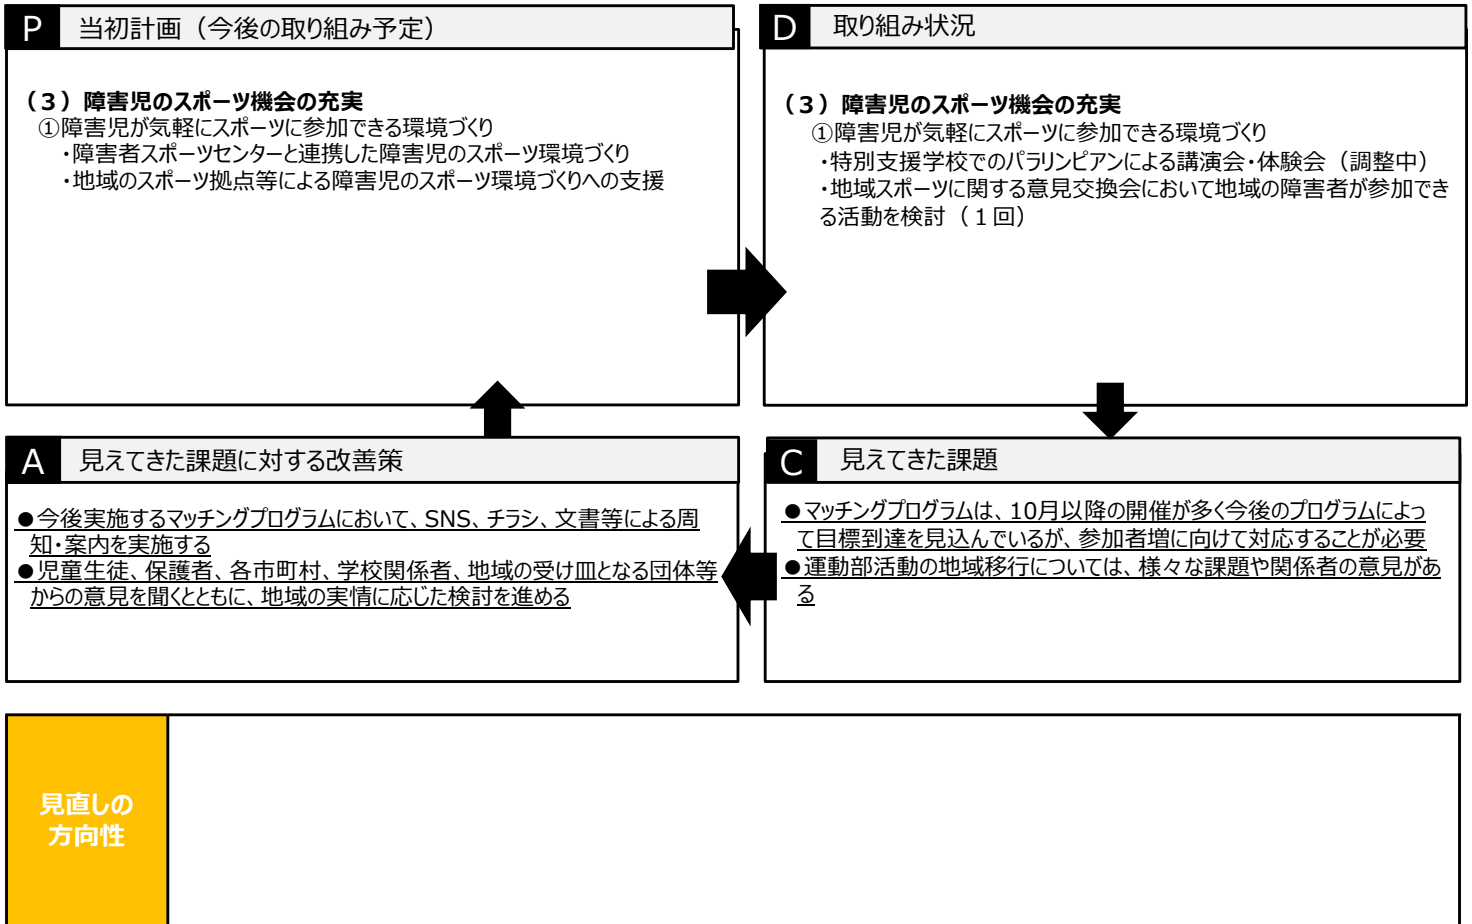 P 当初計画（今後の取り組み予定）
（３）障害児のスポーツ機会の充実
①障害児が気軽にスポーツに参加できる環境づくり
・障害者スポーツセンターと連携した障害児のスポーツ環境づくり
・地域のスポーツ拠点等による障害児のスポーツ環境づくりへの支援
D 取り組み状況
（３）障害児のスポーツ機会の充実
①障害児が気軽にスポーツに参加できる環境づくり
・特別支援学校でのパラリンピアンによる講演会・体験会（調整中）
・地域スポーツに関する意見交換会において地域の障害者が参加でき
る活動を検討（１回）
C 見えてきた課題
●マッチングプログラムは、10月以降の開催が多く今後のプログラムによっ
て目標到達を見込んでいるが、参加者増に向けて対応することが必要
●運動部活動の地域移行については、様々な課題や関係者の意見があ
る
A 見えてきた課題に対する改善策
●今後実施するマッチングプログラムにおいて、SNS、チラシ、文書等による周
知・案内を実施する
●児童生徒、保護者、各市町村、学校関係者、地域の受け皿となる団体等
からの意見を聞くとともに、地域の実情に応じた検討を進める
見直しの
方向性